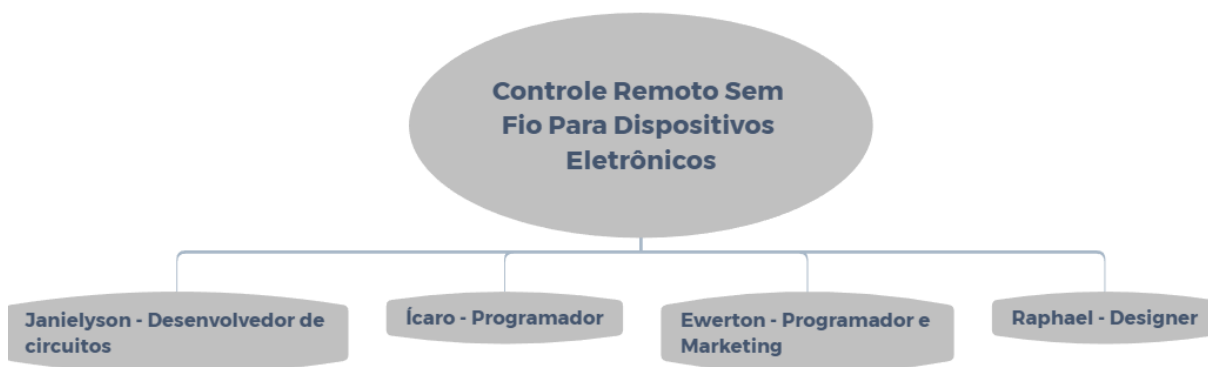 Controle Remoto Sem
Fio Para Dispositivos
Eletrônicos
Janielyson - Desenvolvedor de
circuitos
Ícaro - Programador
Ewerton - Programador e
Marketing
Raphael - Designer